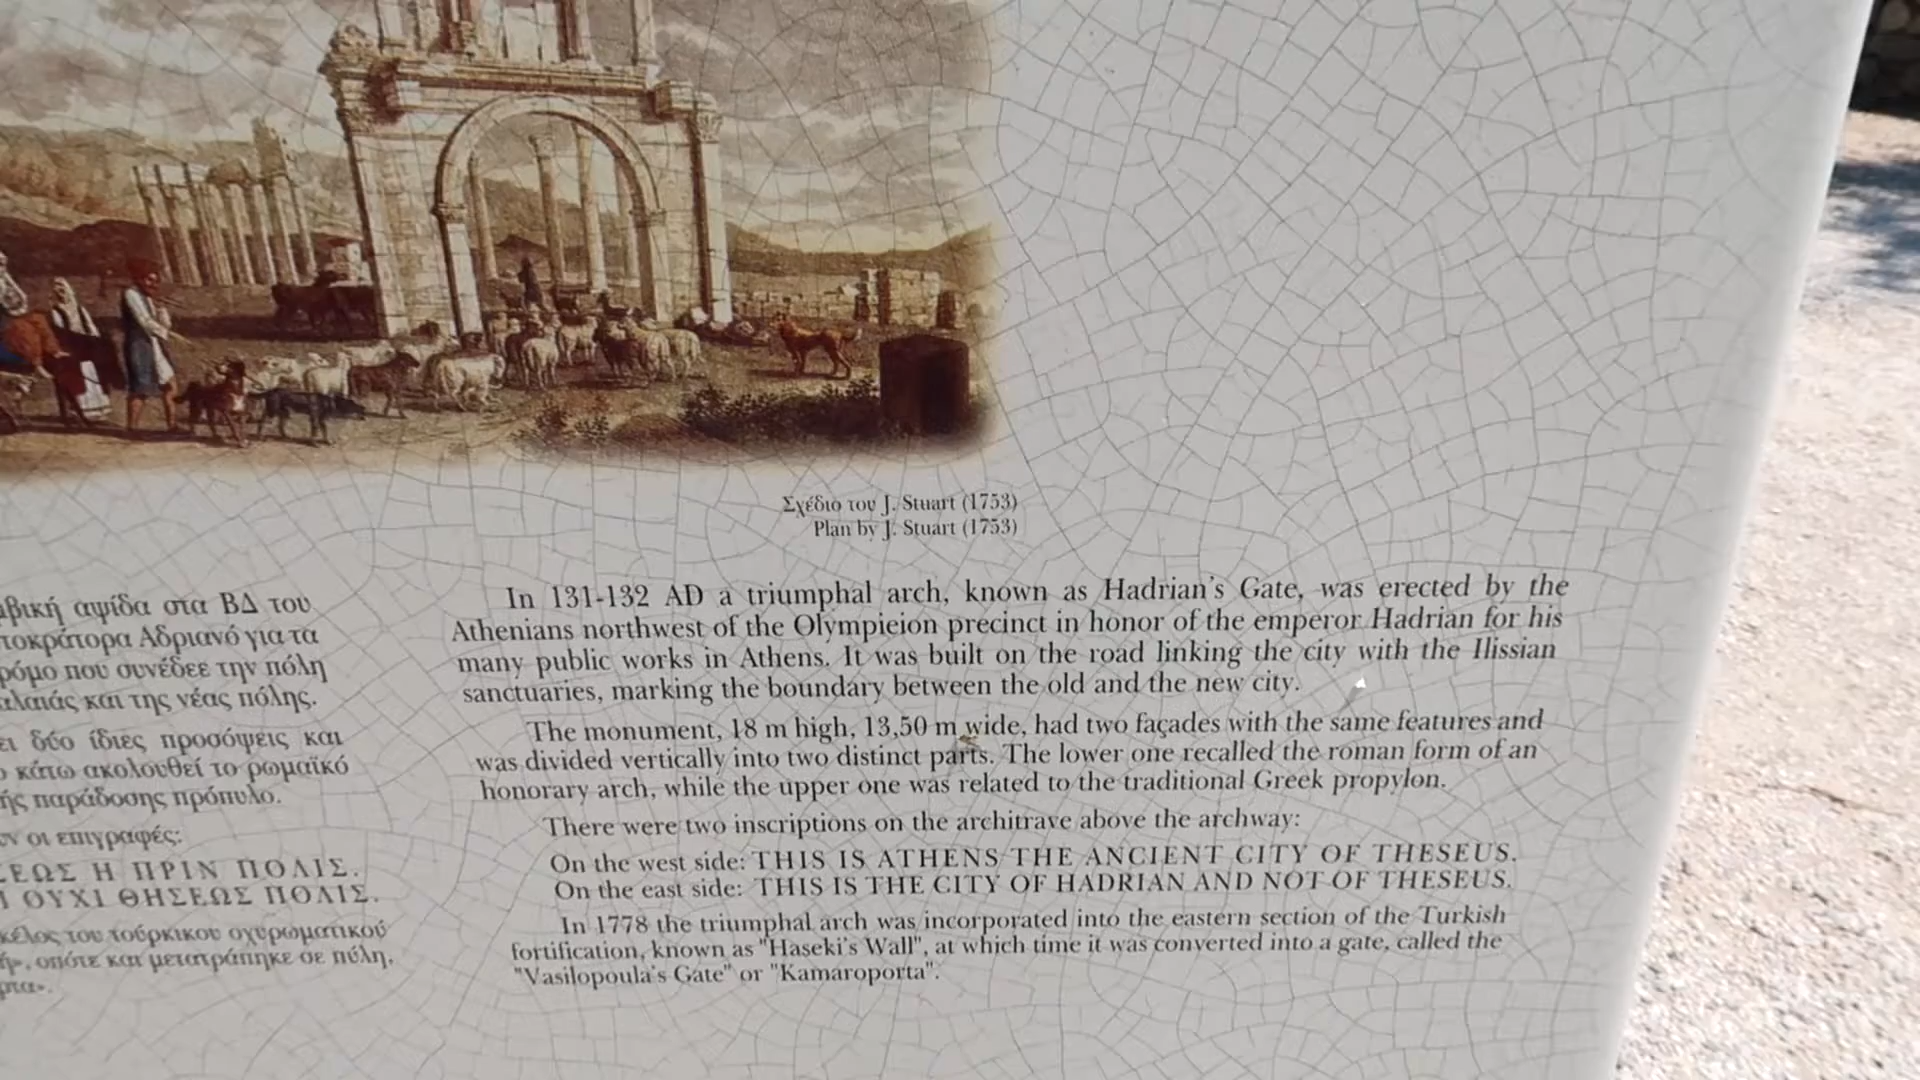 Σχέδιο του J. Stuart (1753)
Plan by J. Stuart (1753)
αψίδα στα ΒΔ του
Αδριανό για τα
που συνέδεε την πόλη
και της νέας πόλης.
δύο ίδιες προσόψεις και
κάτω ακολουθεί το ρωμαϊκό
παράδοσης πρόπυλο.
οι επιγραφές:
Η ΠΡΙΝ ΠΟΛΙΣ.
ΟΥΧΙ ΘΗΣΕΩΣ ΠΟΛΙΣ.
του τούρκικου οχυρωματικού
οπότε και μετατράπηκε σε πύλη,
In 131-132 AD a triumphal arch, known as Hadrian's Gate, was erected by the
Athenians northwest of the Olympieion precinct in honor of the emperor Hadrian for his
many public works in Athens. It was built on the road linking the city with the Ilissian
sanctuaries, marking the boundary between the old and the new city.
The monument, 18 m high, 13,50 m wide, had two façades with the same features and
was divided vertically into two distinct parts. The lower one recalled the roman form of an
honorary arch, while the upper one was related to the traditional Greek propylon.
There were two inscriptions on the architrave above the archway:
On the west side: THIS IS ATHENS THE ANCIENT CITY OF THESEUS.
On the east side: THIS IS THE CITY OF HADRIAN AND NOT OF THESEUS.
In 1778 the triumphal arch was incorporated into the eastern section of the Turkish
fortification, known as "Haseki's Wall", at which time it was converted into a gate, called the
"Vasilopoula's Gate" or "Kamaroporta".